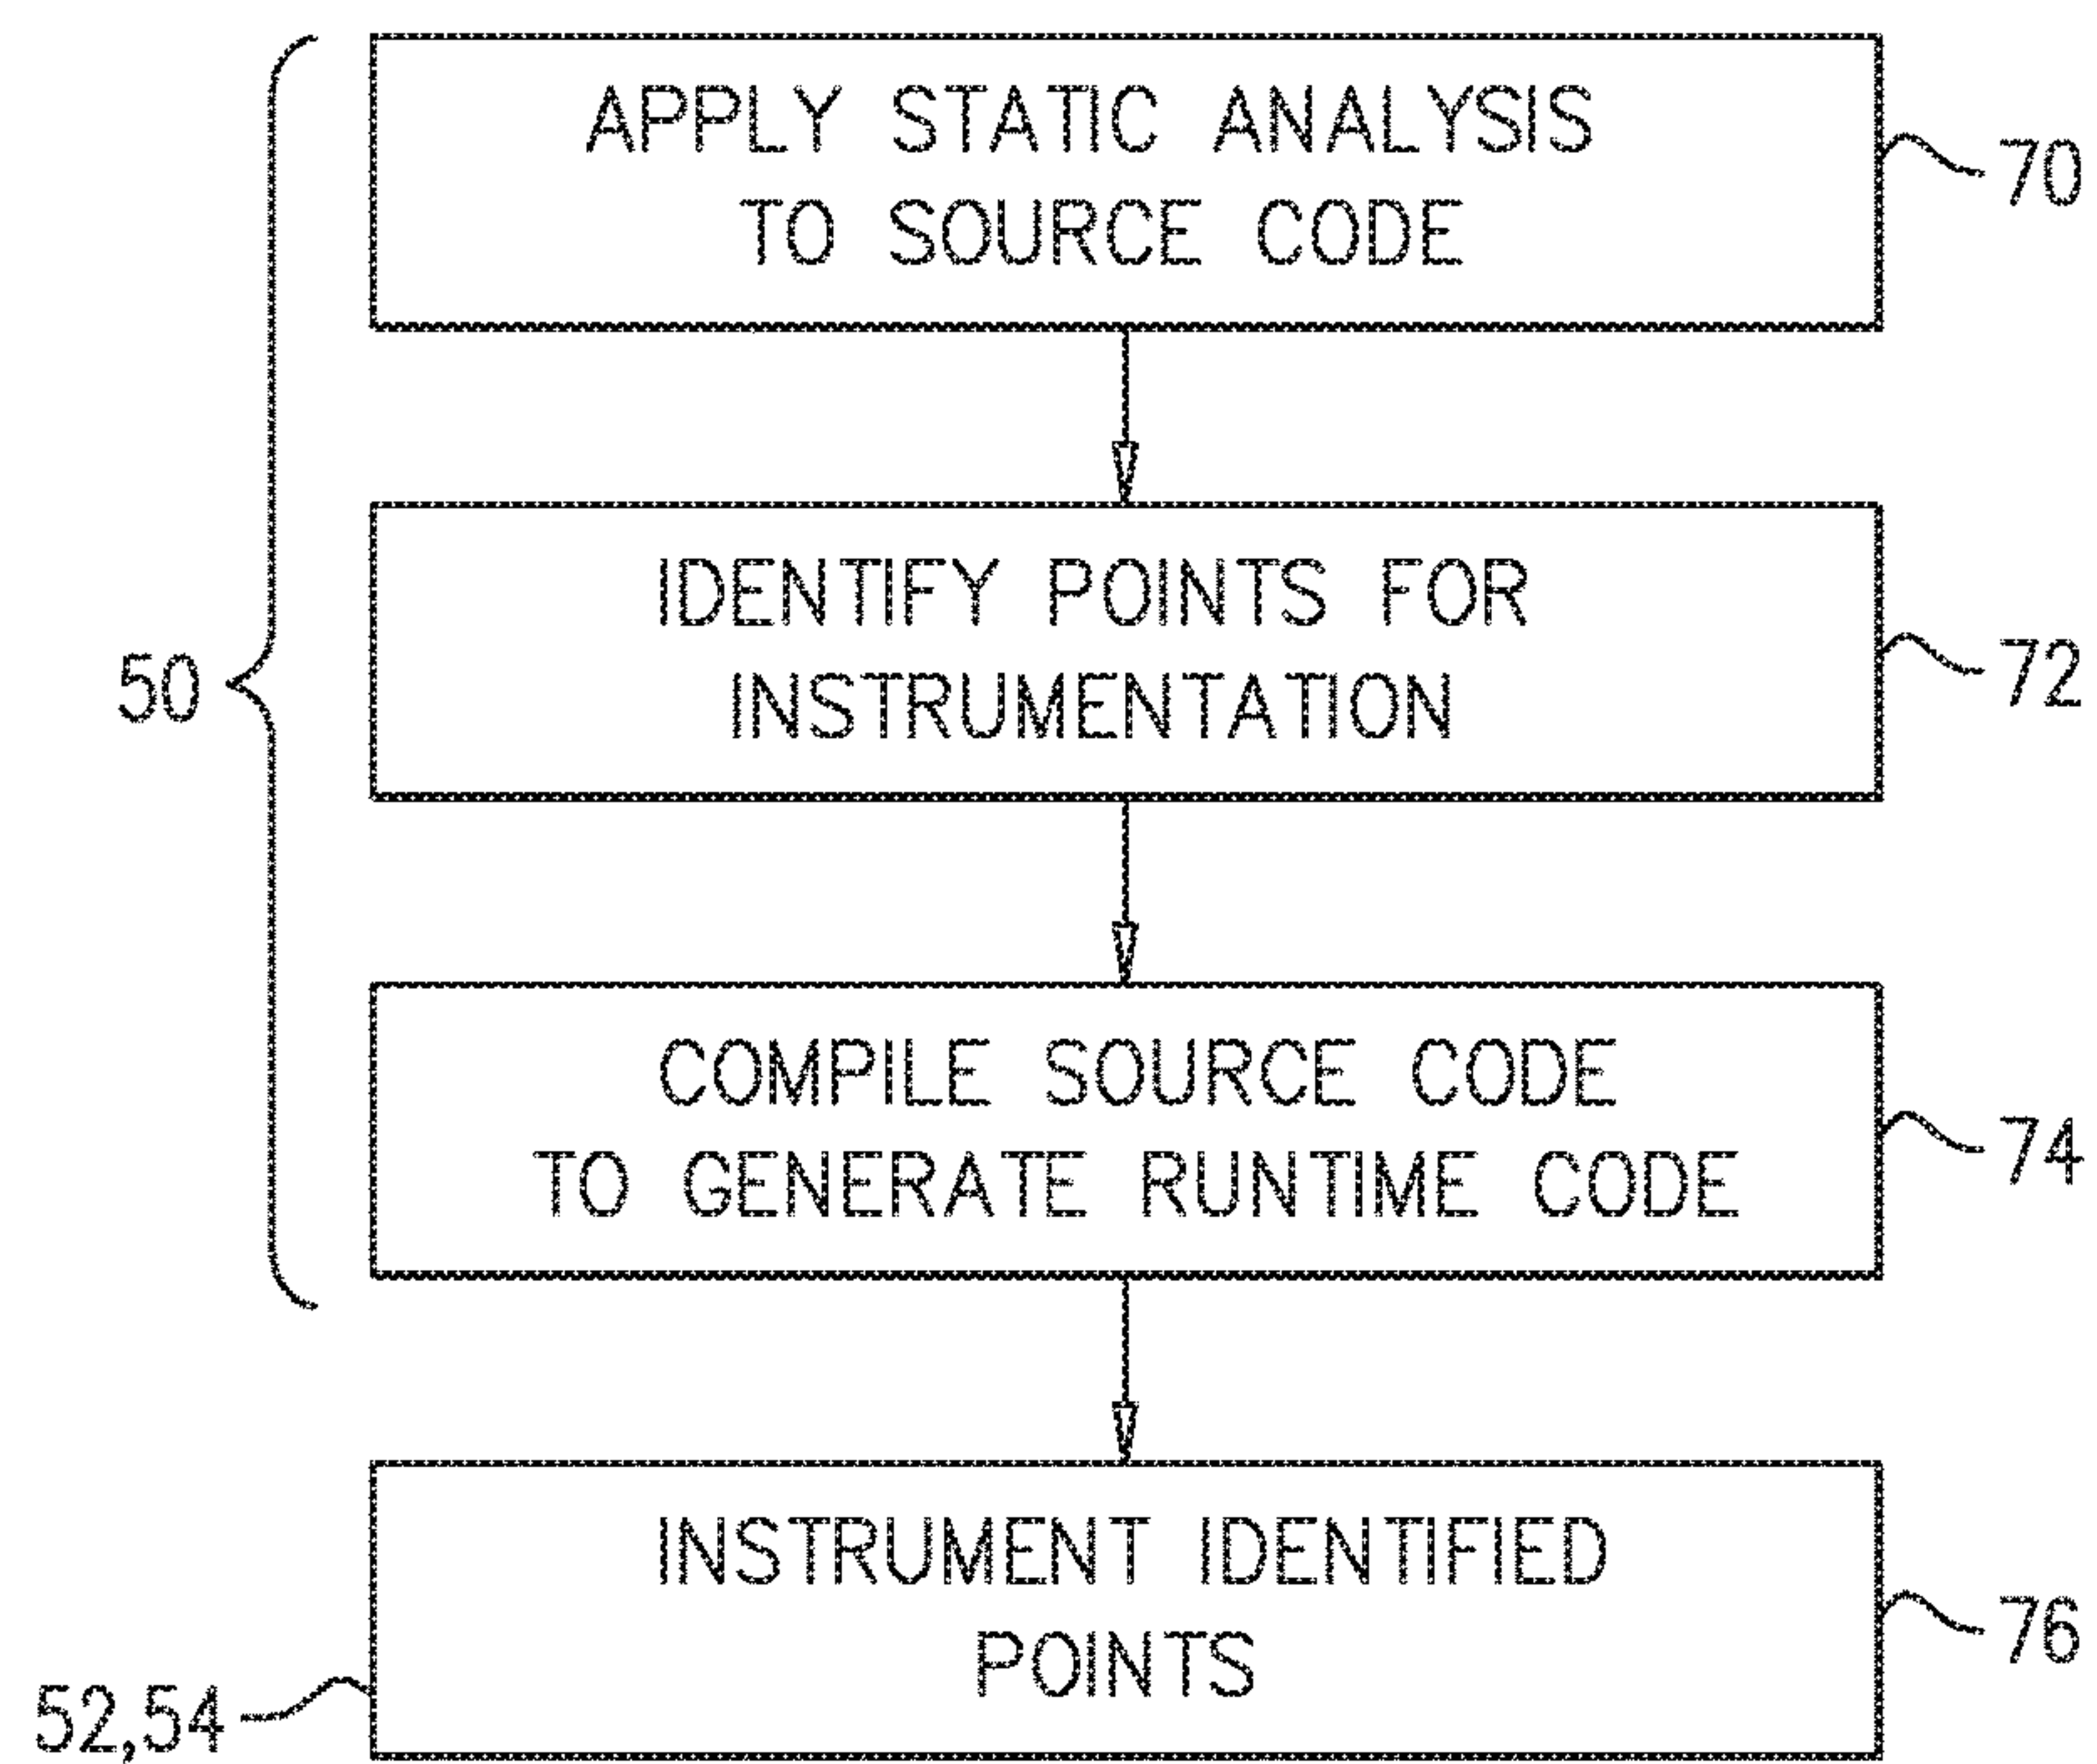 APPLY STATIC ANALYSIS
TO SOURCE CODE
70
IDENTIFY POINTS FOR
INSTRUMENTATION
72
50
COMPILE SOURCE CODE
TO GENERATE RUNTIME CODE
74
INSTRUMENT IDENTIFIED
POINTS
76
52,54